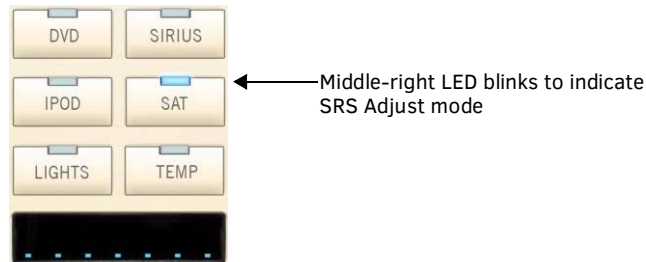 DVD SIRIUS
IPOD SAT
Middle-right LED blinks to indicate
SRS Adjust mode
LIGHTS TEMP